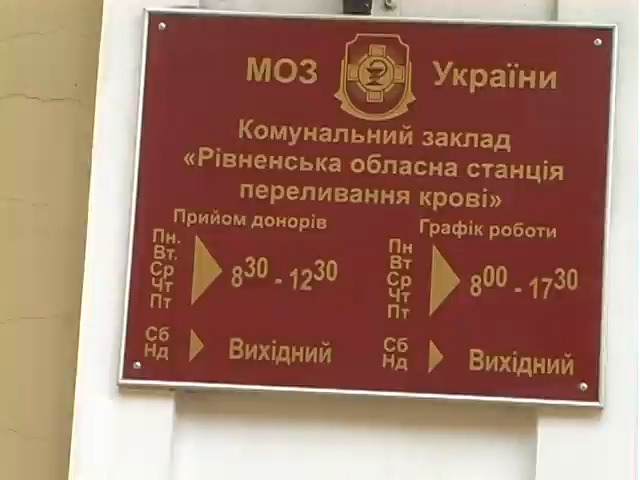 МОЗ України
Комунальний заклад
«Рівненська обласна станція
переливання крові»
Прийом донорів
Пн.
Вт.
Ср
Чт
Пт
8³⁰ - 12³⁰
Сб
Нд
Вихідний
Графік роботи
Пн
Вт
Ср
Чт
Пт
8⁰⁰ - 17³⁰
Сб
Нд
Вихідний